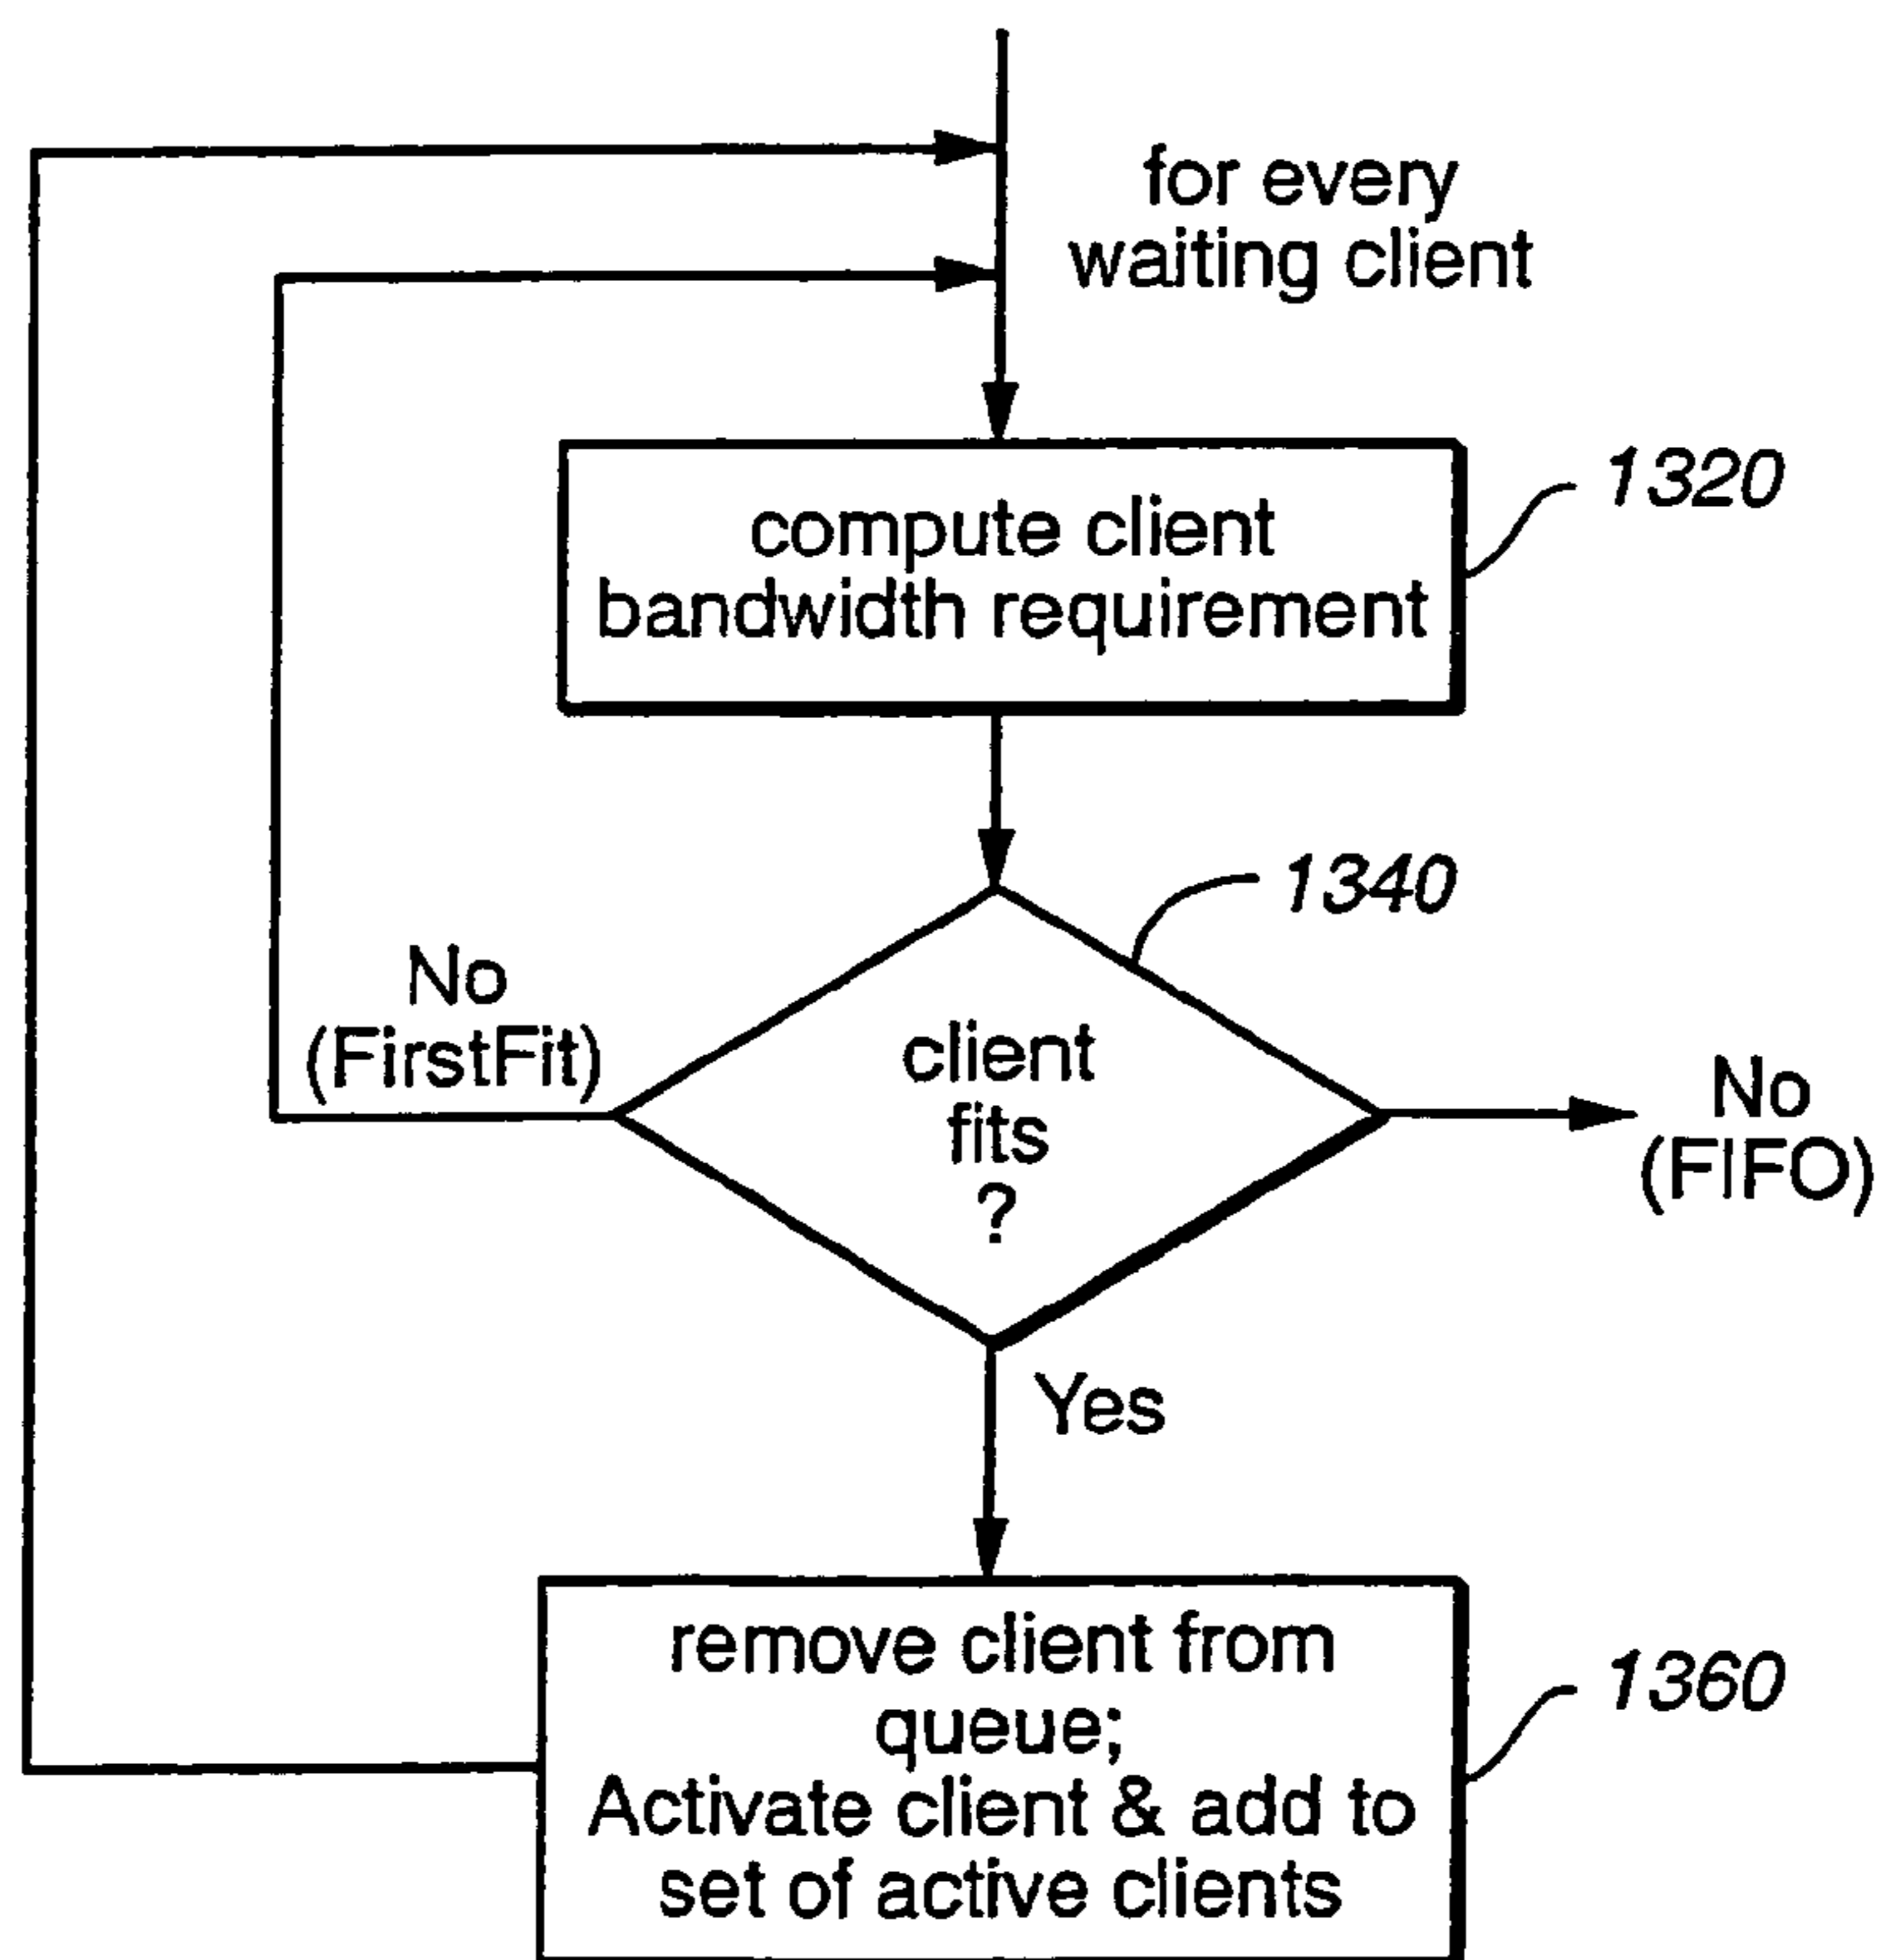 for every
waiting client
compute client
bandwidth requirement
1320
1340
No
(FirstFit)
client
fits
?
No
(FIFO)
Yes
remove client from
queue;
Activate client & add to
set of active clients
1360